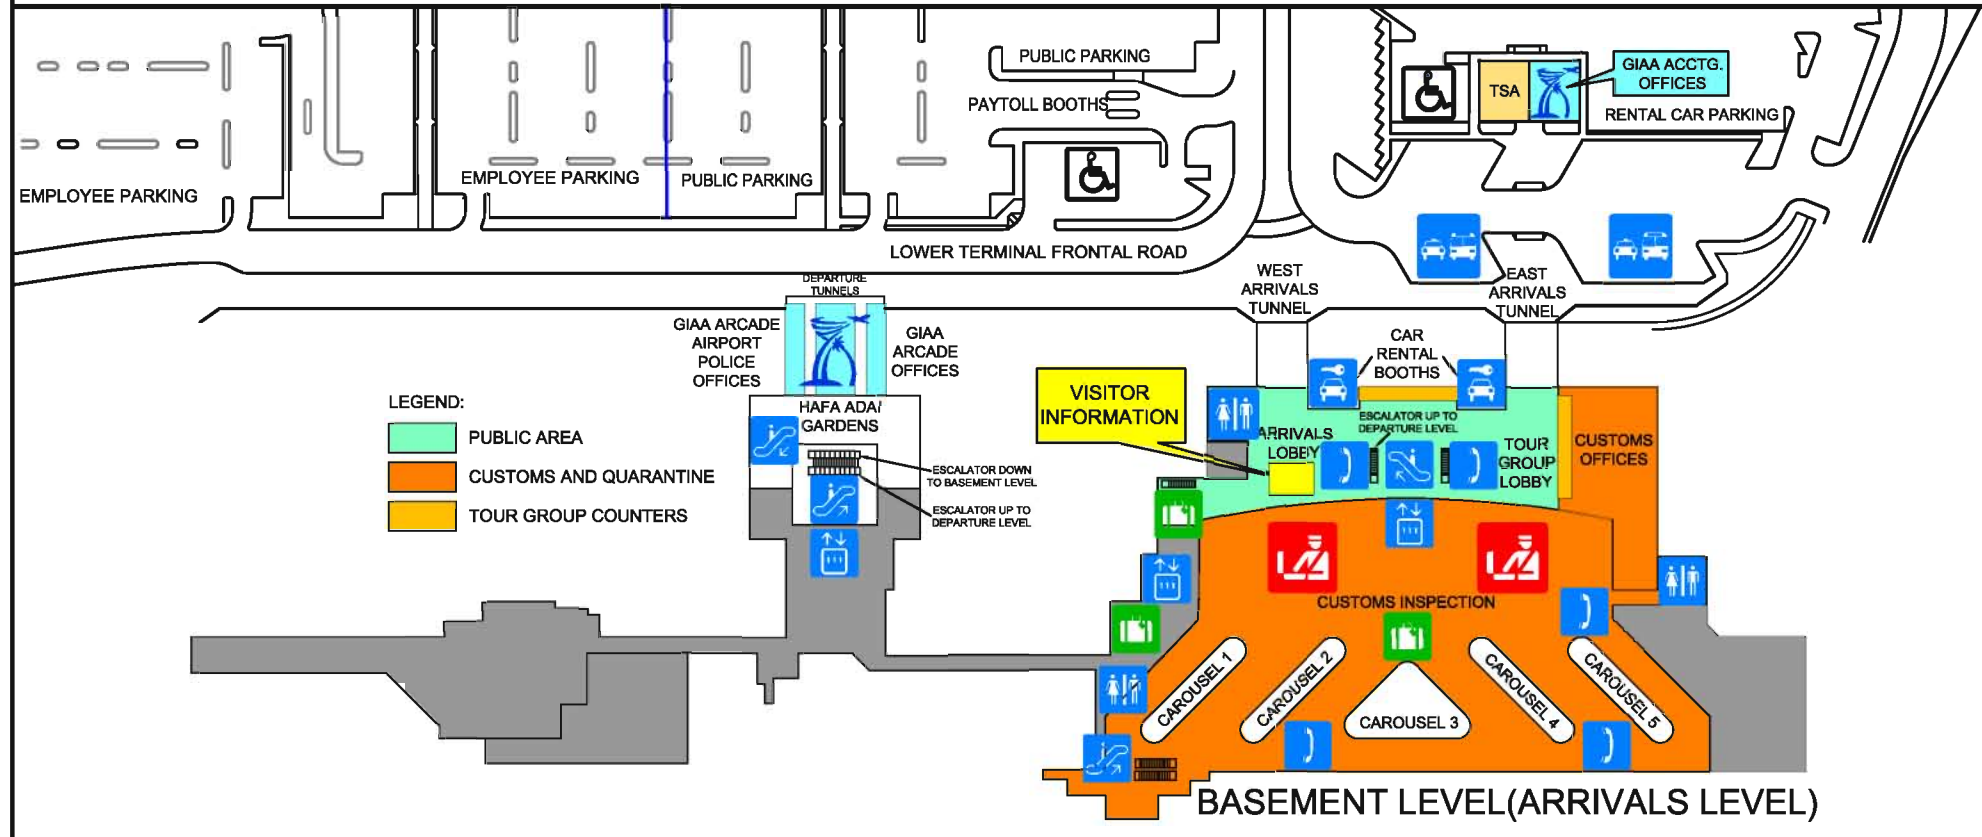 PUBLIC PARKING
PAYTOLL BOOTHS
GIAA ACCTG.
OFFICES
TSA
RENTAL CAR PARKING
EMPLOYEE PARKING
EMPLOYEE PARKING
PUBLIC PARKING
LOWER TERMINAL FRONTAL ROAD
DEPARTURE
TUNNELS
WEST
ARRIVALS
TUNNEL
EAST
ARRIVALS
TUNNEL
GIAA ARCADE
AIRPORT
POLICE
OFFICES
GIAA
ARCADE
OFFICES
CAR
RENTAL
BOOTHS
VISITOR
INFORMATION
HAFA ADAI
GARDENS
LEGEND:
PUBLIC AREA
CUSTOMS AND QUARANTINE
TOUR GROUP COUNTERS
ESCALATOR DOWN
TO BASEMENT LEVEL
ESCALATOR UP TO
DEPARTURE LEVEL
ESCALATOR UP TO
DEPARTURE LEVEL
ARRIVALS
LOBBY
TOUR
GROUP
LOBBY
CUSTOMS
OFFICES
CUSTOMS INSPECTION
CAROUSEL 1
CAROUSEL 2
CAROUSEL 3
CAROUSEL 4
CAROUSEL 5
BASEMENT LEVEL(ARRIVALS LEVEL)